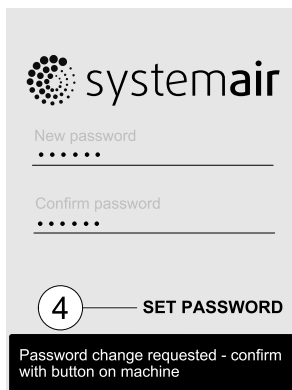 systemair
New password
••••••
Confirm password
••••••
4 SET PASSWORD
Password change requested - confirm
with button on machine